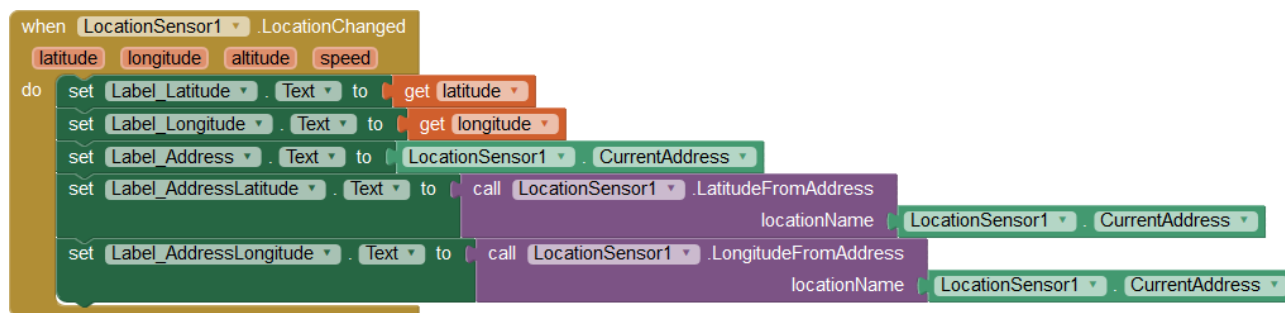 when LocationSensor1 .LocationChanged
latitude longitude altitude speed
do set Label_Latitude . Text to get latitude
set Label_Longitude . Text to get longitude
set Label_Address . Text to LocationSensor1 . CurrentAddress
set Label_AddressLatitude . Text to call LocationSensor1 .LatitudeFromAddress
locationName LocationSensor1 . CurrentAddress
set Label_AddressLongitude . Text to call LocationSensor1 .LongitudeFromAddress
locationName LocationSensor1 . CurrentAddress